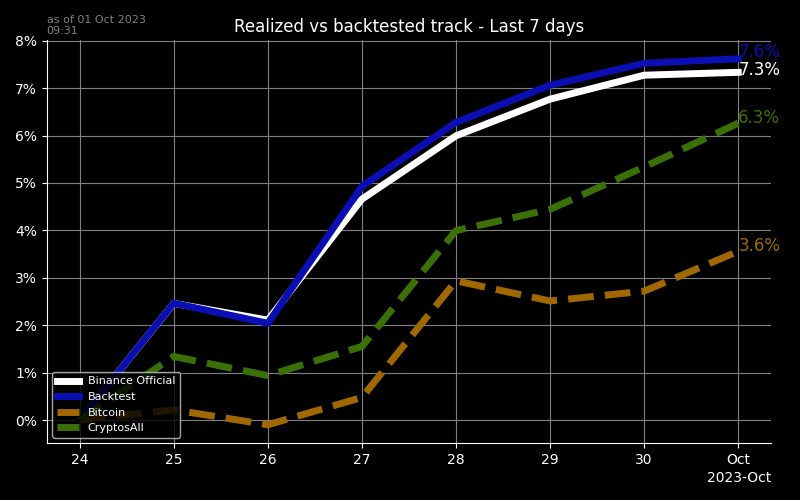 as of 01 Oct 2023
09:31
Realized vs backtested track - Last 7 days
8%
7%
6%
5%
4%
3%
2%
1%
0%
7.6%
7.3%
6.3%
3.6%
Binance Official
Backtest
Bitcoin
CryptosAll
24 25 26 27 28 29 30 Oct
2023-Oct